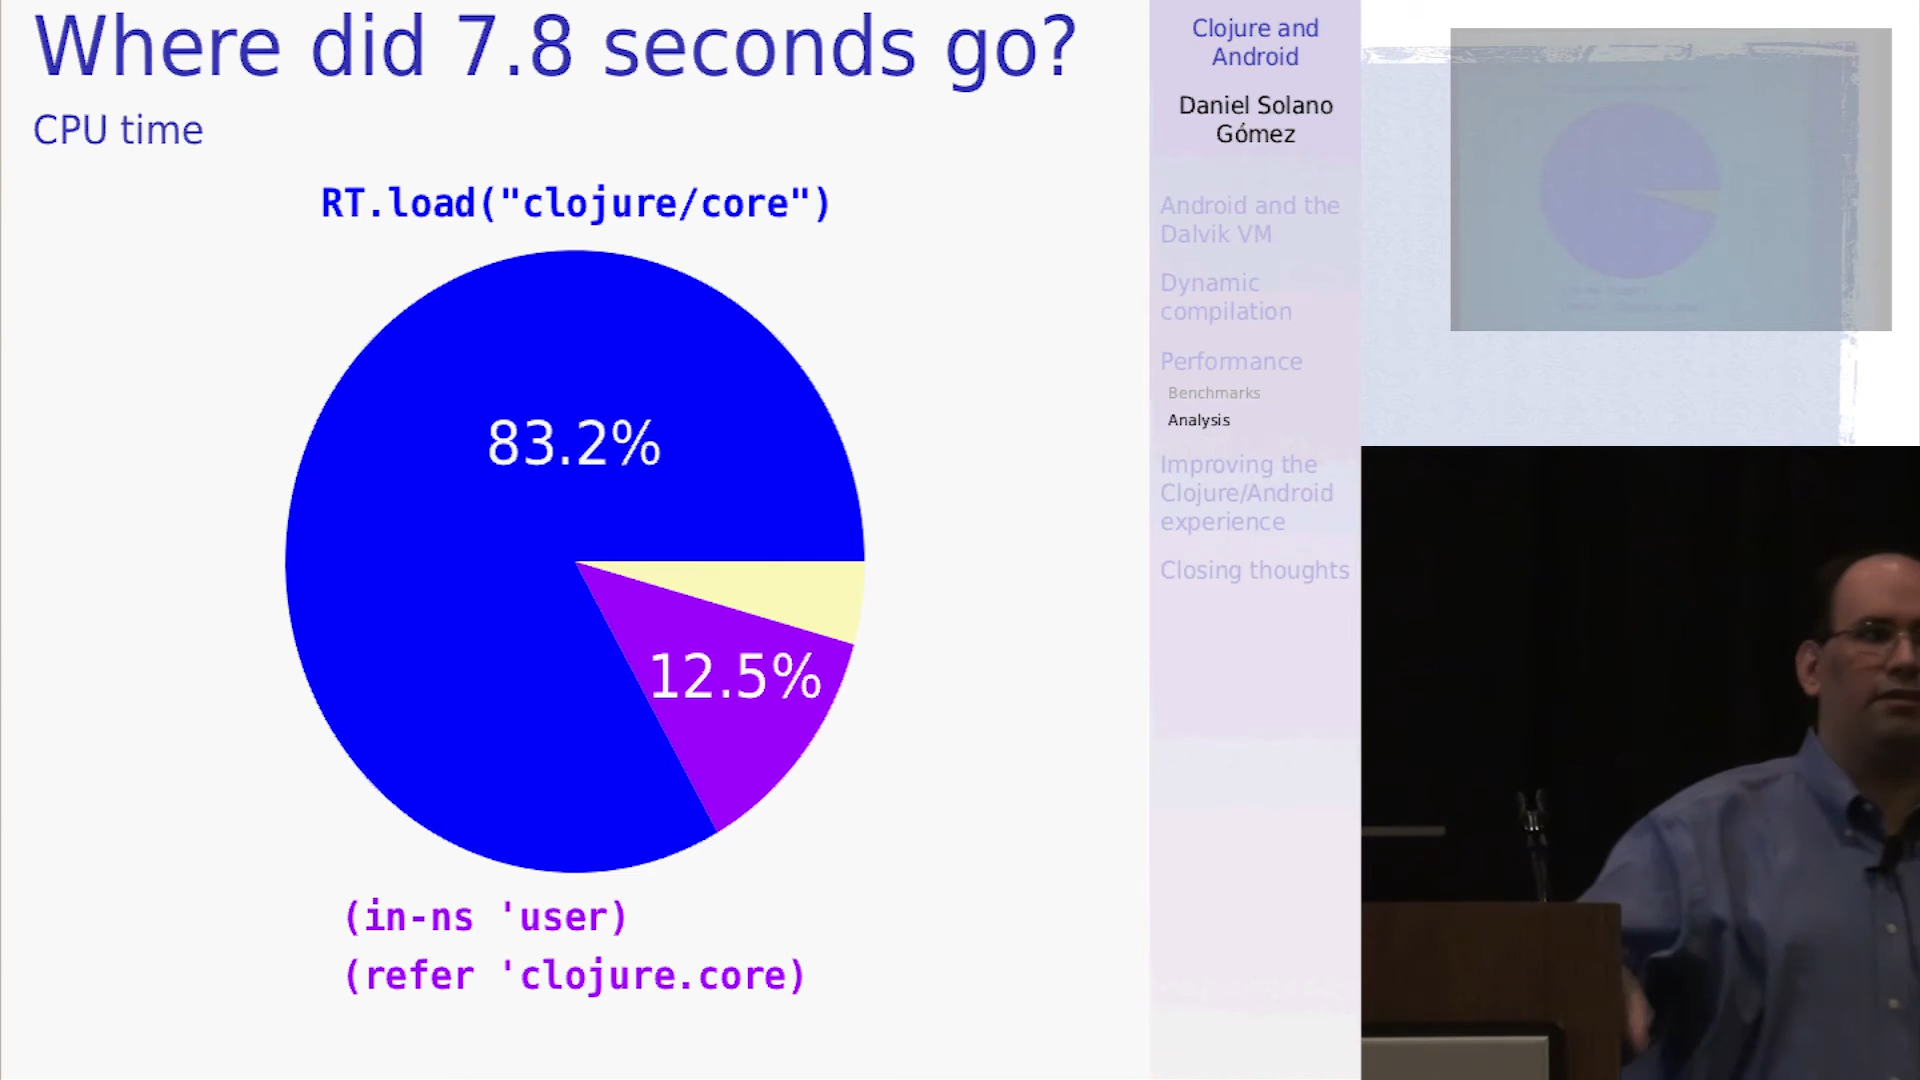 Where did 7.8 seconds go?
CPU time
RT.load("clojure/core")
83.2%
12.5%
(in-ns 'user)
(refer 'clojure.core)
Clojure and
Android
Daniel Solano
Gómez
Android and the
Dalvik VM
Dynamic
compilation
Performance
Benchmarks
Analysis
Improving the
Clojure/Android
experience
Closing thoughts